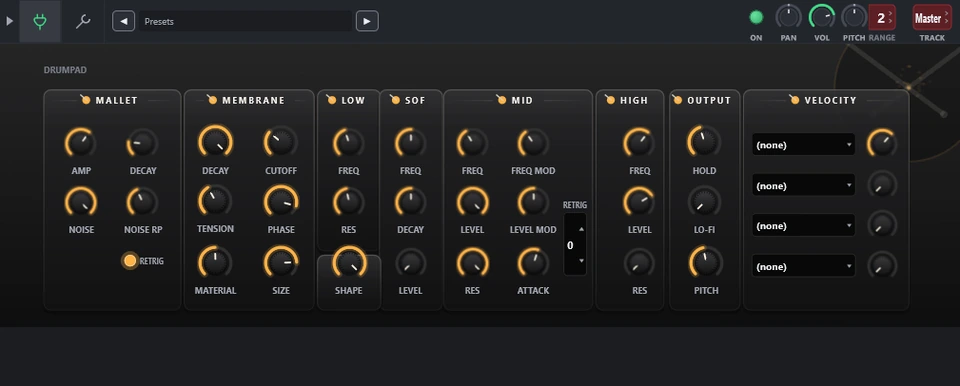 Presets
2
Master
ON
PAN
VOL
PITCH
RANGE
TRACK
DRUMPAD
MALLET
MEMBRANE
LOW
SOF
MID
HIGH
OUTPUT
VELOCITY
(none)
AMP
DECAY
DECAY
CUTOFF
FREQ
FREQ
FREQ
FREQ MOD
FREQ
HOLD
(none)
RETRIG
NOISE
NOISE RP
TENSION
PHASE
RES
DECAY
LEVEL
LEVEL MOD
LEVEL
LO-FI
(none)
0
RETRIG
(none)
MATERIAL
SIZE
SHAPE
LEVEL
RES
ATTACK
RES
PITCH